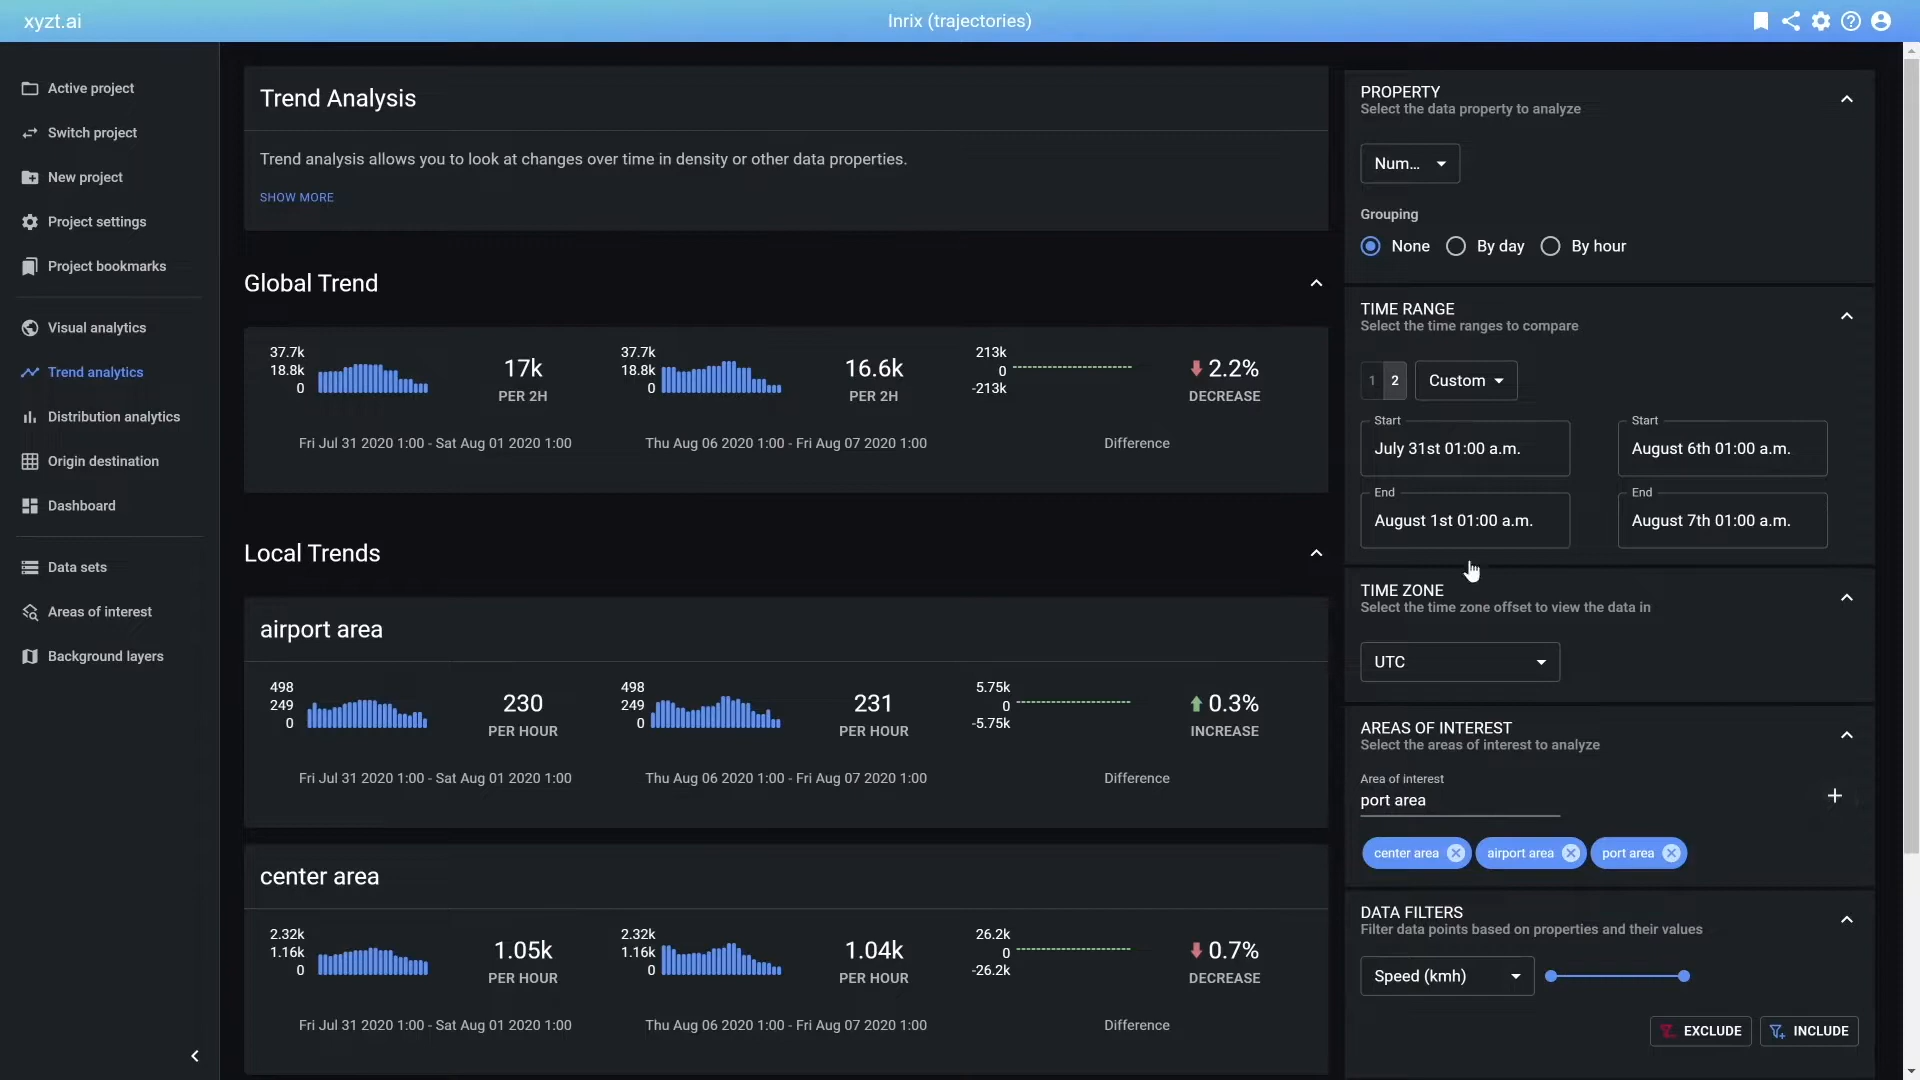 xyzt.ai
Inrix (trajectories)
Active project
Switch project
New project
Project settings
Project bookmarks
Visual analytics
Trend analytics
Distribution analytics
Origin destination
Dashboard
Data sets
Areas of interest
Background layers
Trend Analysis
Trend analysis allows you to look at changes over time in density or other data properties.
SHOW MORE
Global Trend
37.7k
18.8k
0
17k
PER 2H
Fri Jul 31 2020 1:00 - Sat Aug 01 2020 1:00
37.7k
18.8k
0
16.6k
PER 2H
Thu Aug 06 2020 1:00 - Fri Aug 07 2020 1:00
213k
0
-213k
2.2%
DECREASE
Difference
Local Trends
airport area
498
249
0
230
PER HOUR
Fri Jul 31 2020 1:00 - Sat Aug 01 2020 1:00
498
249
0
231
PER HOUR
Thu Aug 06 2020 1:00 - Fri Aug 07 2020 1:00
5.75k
0
-5.75k
0.3%
INCREASE
Difference
center area
2.32k
1.16k
0
1.05k
PER HOUR
Fri Jul 31 2020 1:00 - Sat Aug 01 2020 1:00
2.32k
1.16k
0
1.04k
PER HOUR
Thu Aug 06 2020 1:00 - Fri Aug 07 2020 1:00
26.2k
0
-26.2k
0.7%
DECREASE
Difference
PROPERTY
Select the data property to analyze
Num...
Grouping
None By day By hour
TIME RANGE
Select the time ranges to compare
1 2 Custom
Start
July 31st 01:00 a.m.
Start
August 6th 01:00 a.m.
End
August 1st 01:00 a.m.
End
August 7th 01:00 a.m.
TIME ZONE
Select the time zone offset to view the data in
UTC
AREAS OF INTEREST
Select the areas of interest to analyze
Area of interest
port area
center area airport area port area
DATA FILTERS
Filter data points based on properties and their values
Speed (kmh)
EXCLUDE INCLUDE